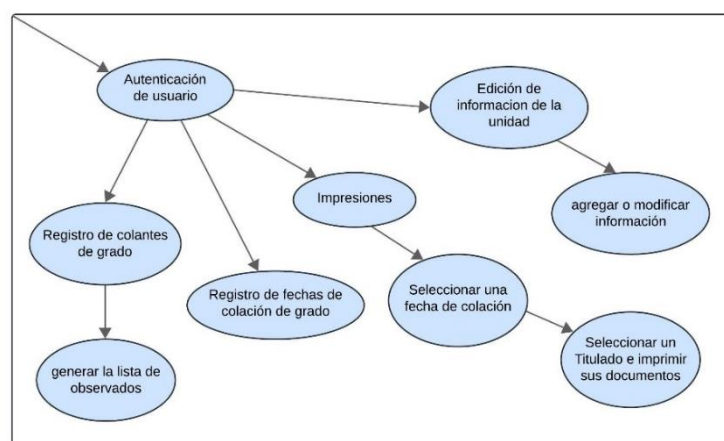 Autenticación
de usuario
Edición de
informacion de la
unidad
Impresiones
agregar o modificar
información
Registro de colantes
de grado
Registro de fechas de
colación de grado
Seleccionar una
fecha de colación
generar la lista de
observados
Seleccionar un
Titulado e imprimir
sus documentos